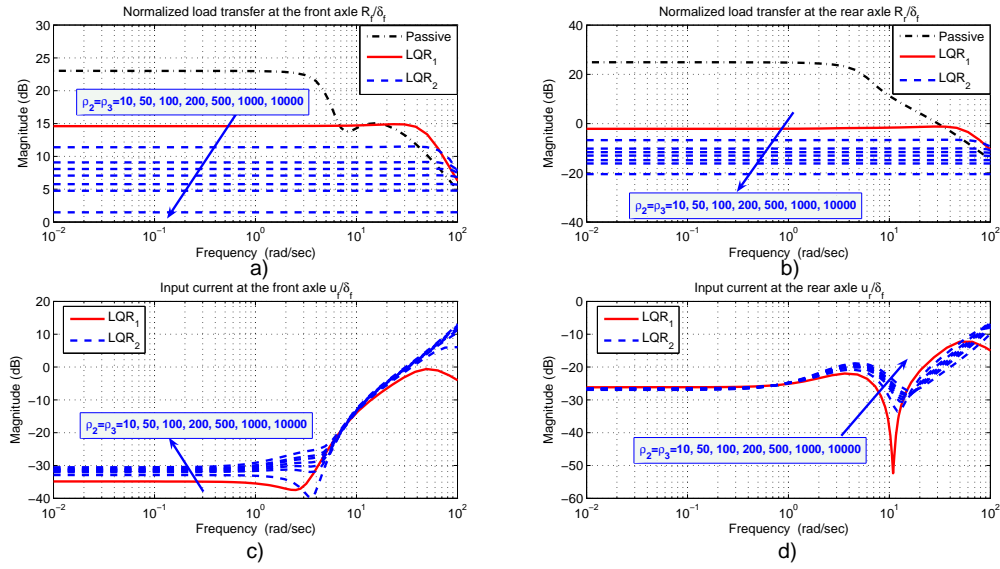 Normalized load transfer at the front axle R_f/δ_f
30
25
20
15
10
5
0
Magnitude (dB)
Passive
LQR_1
LQR_2
ρ_2=ρ_3=10, 50, 100, 200, 500, 1000, 10000
10^−2
10^−1
10^0
10^1
10^2
Frequency (rad/sec)
a)
Normalized load transfer at the rear axle R_r/δ_f
40
20
0
−20
−40
Magnitude (dB)
Passive
LQR_1
LQR_2
ρ_2=ρ_3=10, 50, 100, 200, 500, 1000, 10000
10^−2
10^−1
10^0
10^1
10^2
Frequency (rad/sec)
b)
Input current at the front axle u_f/δ_f
20
10
0
−10
−20
−30
−40
Magnitude (dB)
LQR_1
LQR_2
ρ_2=ρ_3=10, 50, 100, 200, 500, 1000, 10000
10^−2
10^−1
10^0
10^1
10^2
Frequency (rad/sec)
c)
Input current at the rear axle u_r/δ_f
0
−10
−20
−30
−40
−50
−60
Magnitude (dB)
LQR_1
LQR_2
ρ_2=ρ_3=10, 50, 100, 200, 500, 1000, 10000
10^−2
10^−1
10^0
10^1
10^2
Frequency (rad/sec)
d)